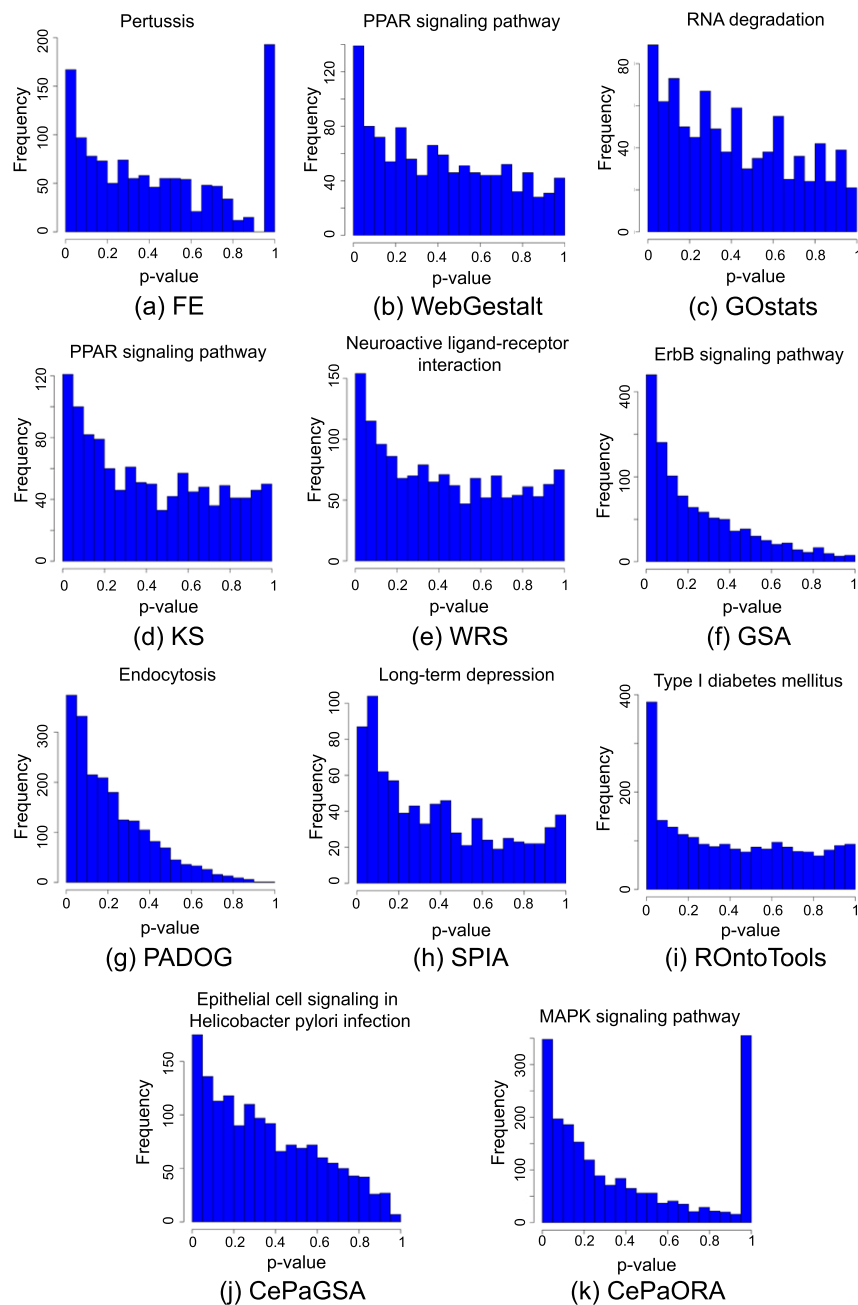 Pertussis
Frequency
200
150
100
50
0
0 0.2 0.4 0.6 0.8 1
p-value
(a) FE
PPAR signaling pathway
Frequency
120
80
40
0
0 0.2 0.4 0.6 0.8 1
p-value
(b) WebGestalt
RNA degradation
Frequency
80
40
0
0 0.2 0.4 0.6 0.8 1
p-value
(c) GOstats
PPAR signaling pathway
Frequency
120
80
40
0
0 0.2 0.4 0.6 0.8 1
p-value
(d) KS
Neuroactive ligand-receptor
interaction
Frequency
150
100
50
0
0 0.2 0.4 0.6 0.8 1
p-value
(e) WRS
ErbB signaling pathway
Frequency
400
100
0
0 0.2 0.4 0.6 0.8 1
p-value
(f) GSA
Endocytosis
Frequency
300
200
100
0
0 0.2 0.4 0.6 0.8 1
p-value
(g) PADOG
Long-term depression
Frequency
100
80
60
40
20
0
0 0.2 0.4 0.6 0.8 1
p-value
(h) SPIA
Type I diabetes mellitus
Frequency
400
200
0
0 0.2 0.4 0.6 0.8 1
p-value
(i) ROntoTools
Epithelial cell signaling in
Helicobacter pylori infection
Frequency
150
100
50
0
0 0.2 0.4 0.6 0.8 1
p-value
(j) CePaGSA
MAPK signaling pathway
Frequency
300
200
100
0
0 0.2 0.4 0.6 0.8 1
p-value
(k) CePaORA